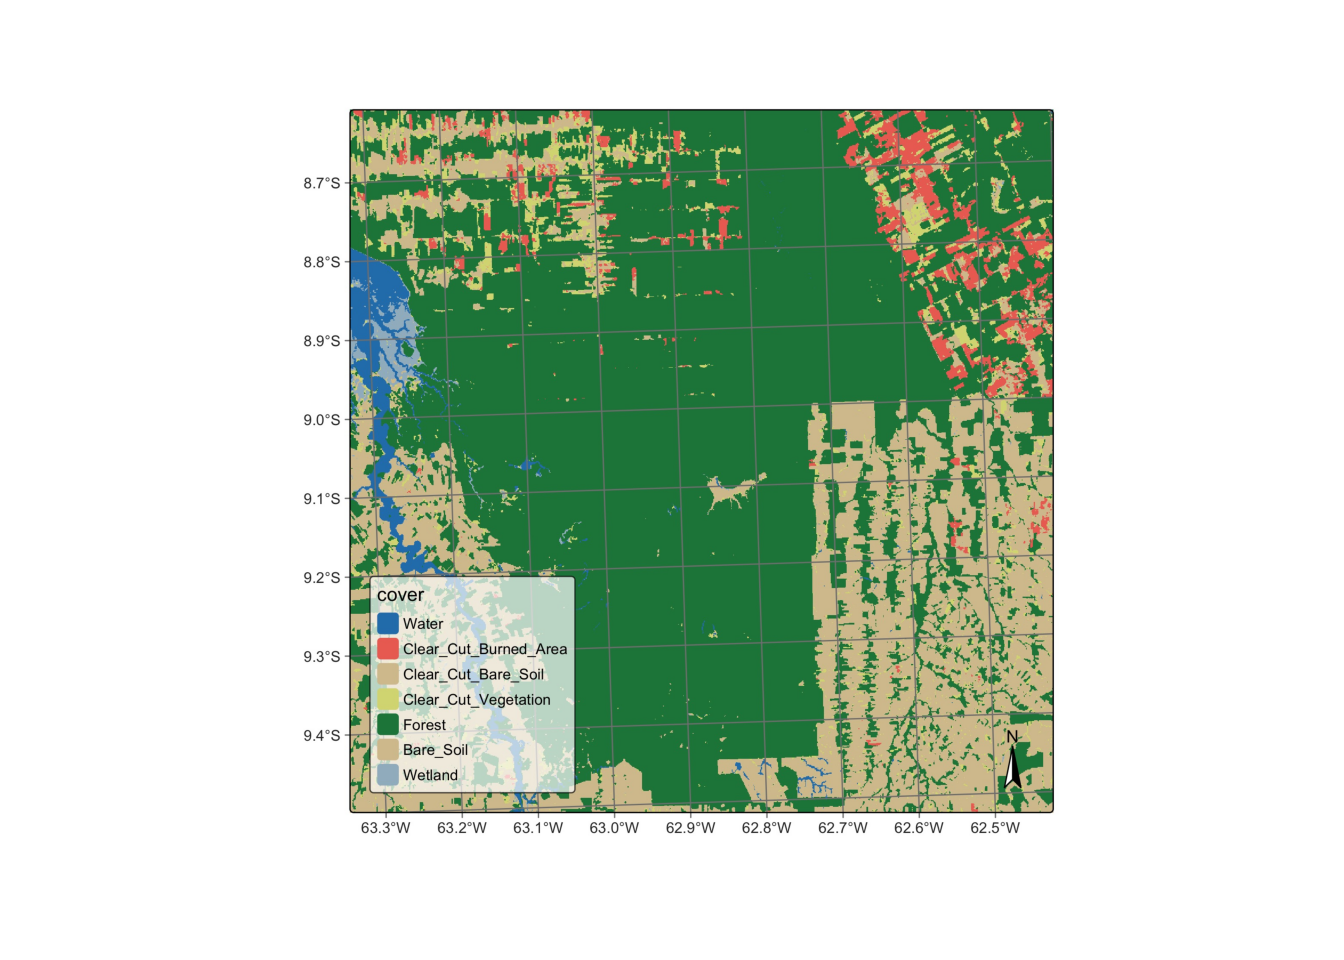 8.7°S
8.8°S
8.9°S
9.0°S
9.1°S
9.2°S
9.3°S
9.4°S
cover
Water
Clear_Cut_Burned_Area
Clear_Cut_Bare_Soil
Clear_Cut_Vegetation
Forest
Bare_Soil
Wetland
N
63.3°W 63.2°W 63.1°W 63.0°W 62.9°W 62.8°W 62.7°W 62.6°W 62.5°W